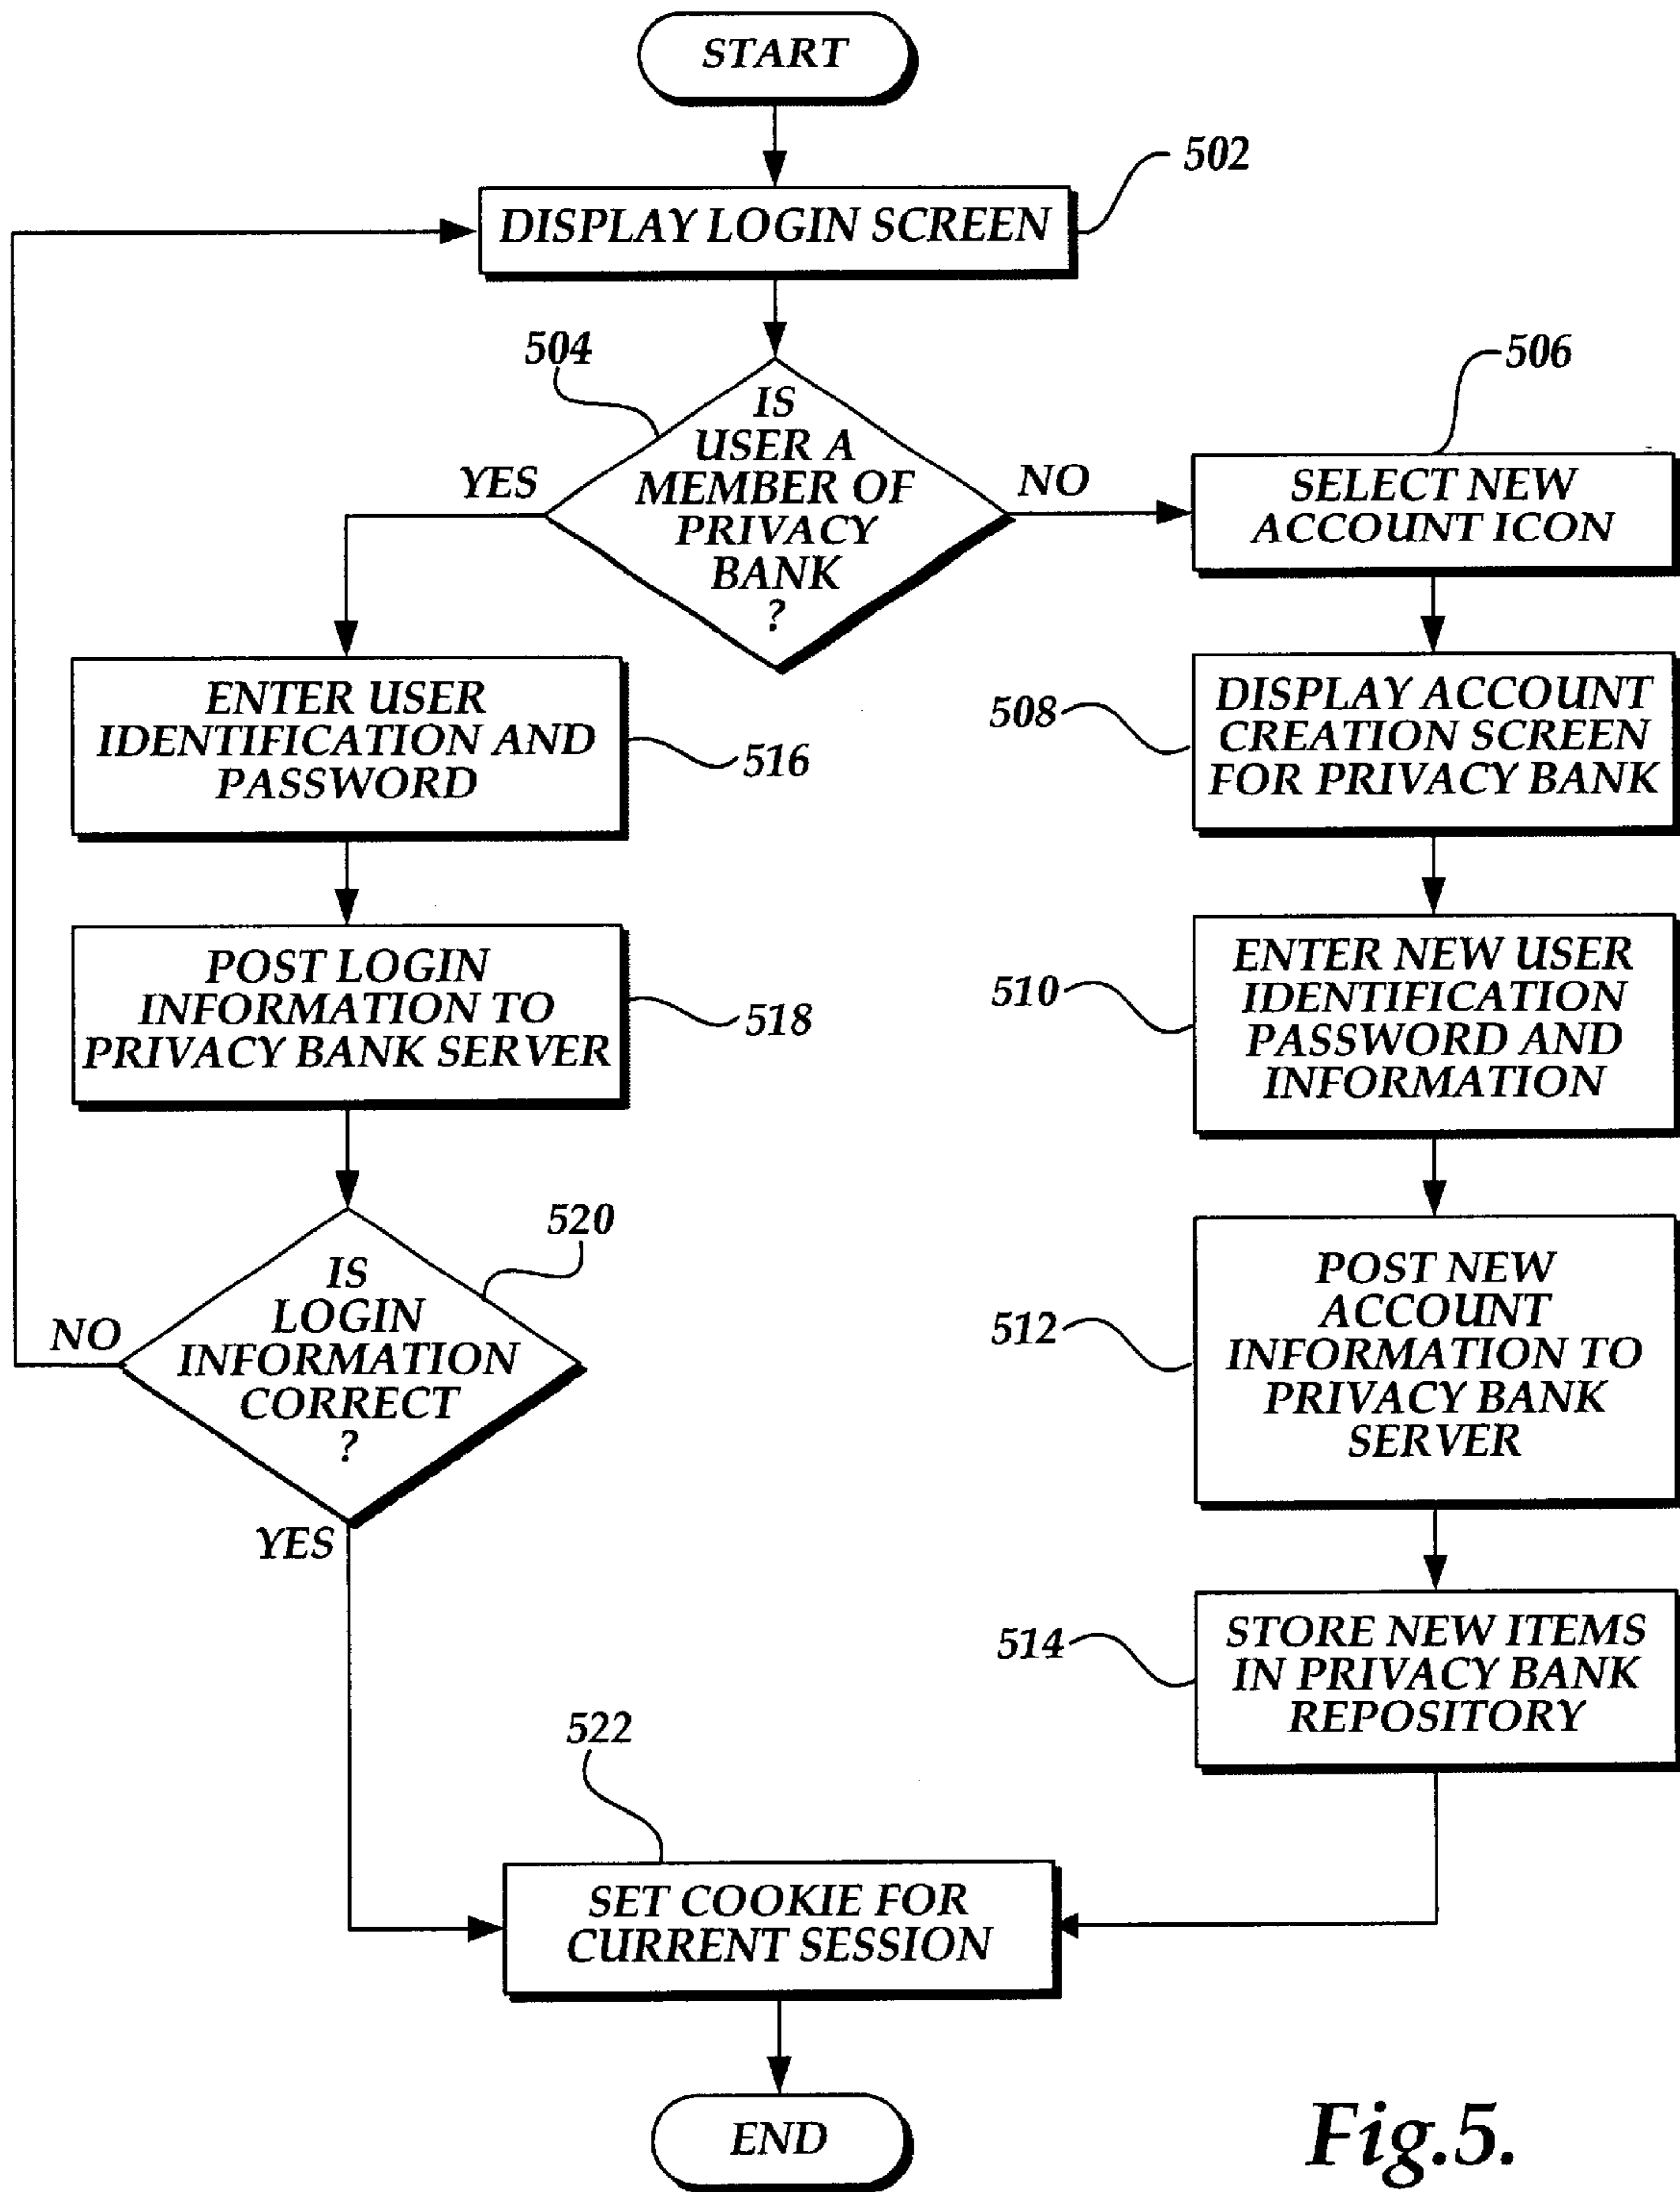 START
502
DISPLAY LOGIN SCREEN
504
IS
USER A
MEMBER OF
PRIVACY
BANK
?
YES
NO
506
SELECT NEW
ACCOUNT ICON
ENTER USER
IDENTIFICATION AND
PASSWORD
516
508
DISPLAY ACCOUNT
CREATION SCREEN
FOR PRIVACY BANK
POST LOGIN
INFORMATION TO
PRIVACY BANK SERVER
518
510
ENTER NEW USER
IDENTIFICATION
PASSWORD AND
INFORMATION
520
IS
LOGIN
INFORMATION
CORRECT
?
NO
YES
512
POST NEW
ACCOUNT
INFORMATION TO
PRIVACY BANK
SERVER
514
STORE NEW ITEMS
IN PRIVACY BANK
REPOSITORY
522
SET COOKIE FOR
CURRENT SESSION
END
Fig.5.